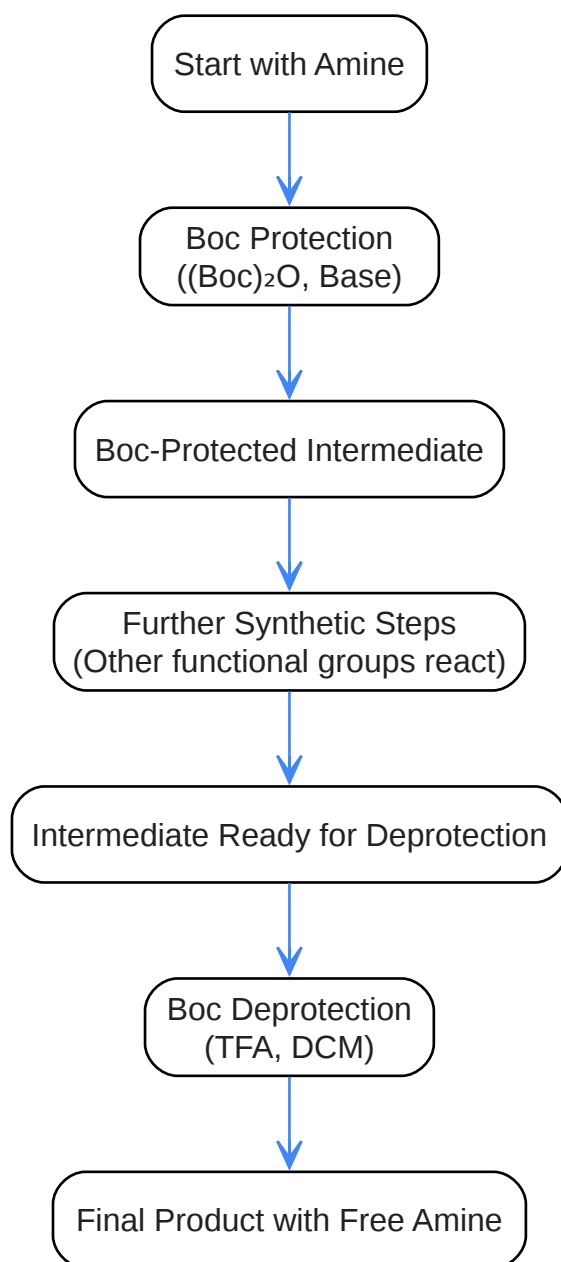 Start with Amine
Boc Protection
((Boc)₂O, Base)
Boc-Protected Intermediate
Further Synthetic Steps
(Other functional groups react)
Intermediate Ready for Deprotection
Boc Deprotection
(TFA, DCM)
Final Product with Free Amine